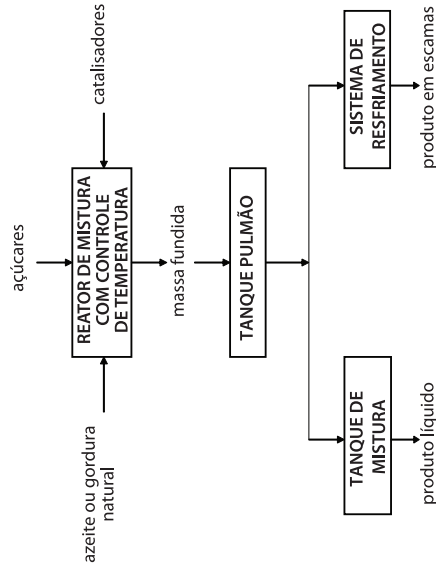 açúcares
azeite ou gordura
natural
REATOR DE MISTURA
COM CONTROLE
DE TEMPERATURA
catalisadores
massa fundida
TANQUE PULMÃO
TANQUE DE
MISTURA
SISTEMA DE
RESFRIAMENTO
produto líquido
produto em escamas